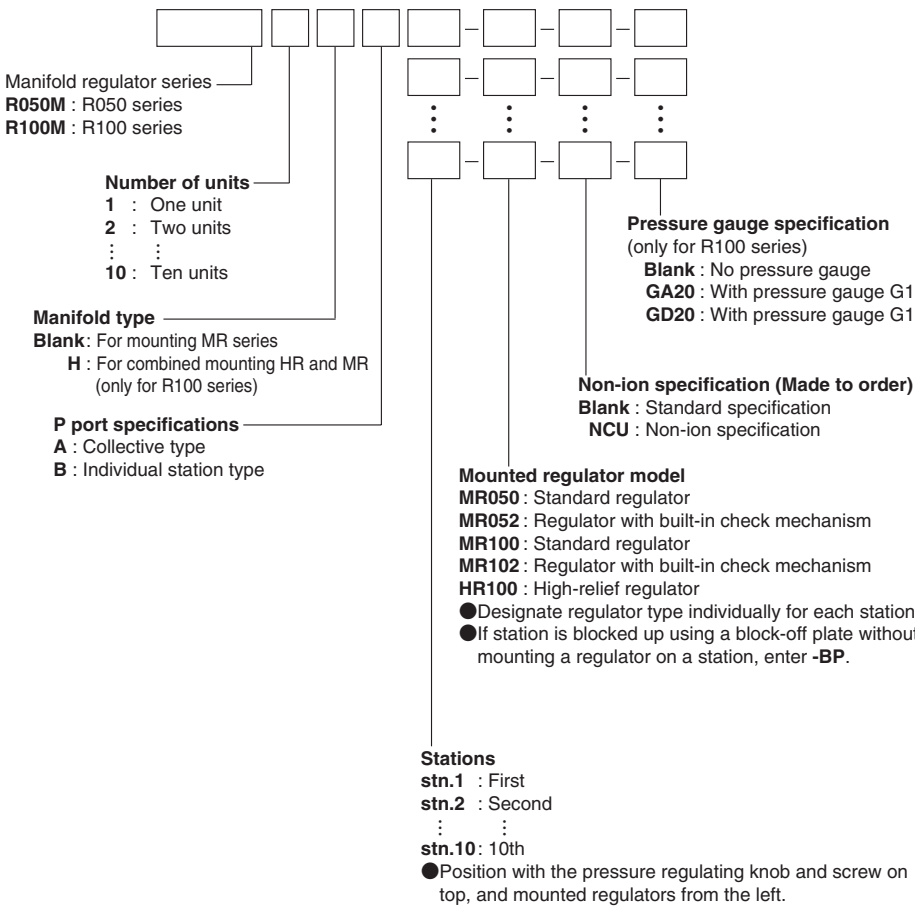 Manifold regulator series
R050M : R050 series
R100M : R100 series
Number of units
1 : One unit
2 : Two units
10 : Ten units
Manifold type
Blank : For mounting MR series
H : For combined mounting HR and MR
(only for R100 series)
P port specifications
A : Collective type
B : Individual station type
Pressure gauge specification
(only for R100 series)
Blank : No pressure gauge
GA20 : With pressure gauge G1
GD20 : With pressure gauge G1
Non-ion specification (Made to order)
Blank : Standard specification
NCU : Non-ion specification
Mounted regulator model
MR050 : Standard regulator
MR052 : Regulator with built-in check mechanism
MR100 : Standard regulator
MR102 : Regulator with built-in check mechanism
HR100 : High-relief regulator
●Designate regulator type individually for each station
●If station is blocked up using a block-off plate without
mounting a regulator on a station, enter -BP.
Stations
stn.1 : First
stn.2 : Second
stn.10 : 10th
●Position with the pressure regulating knob and screw on
top, and mounted regulators from the left.